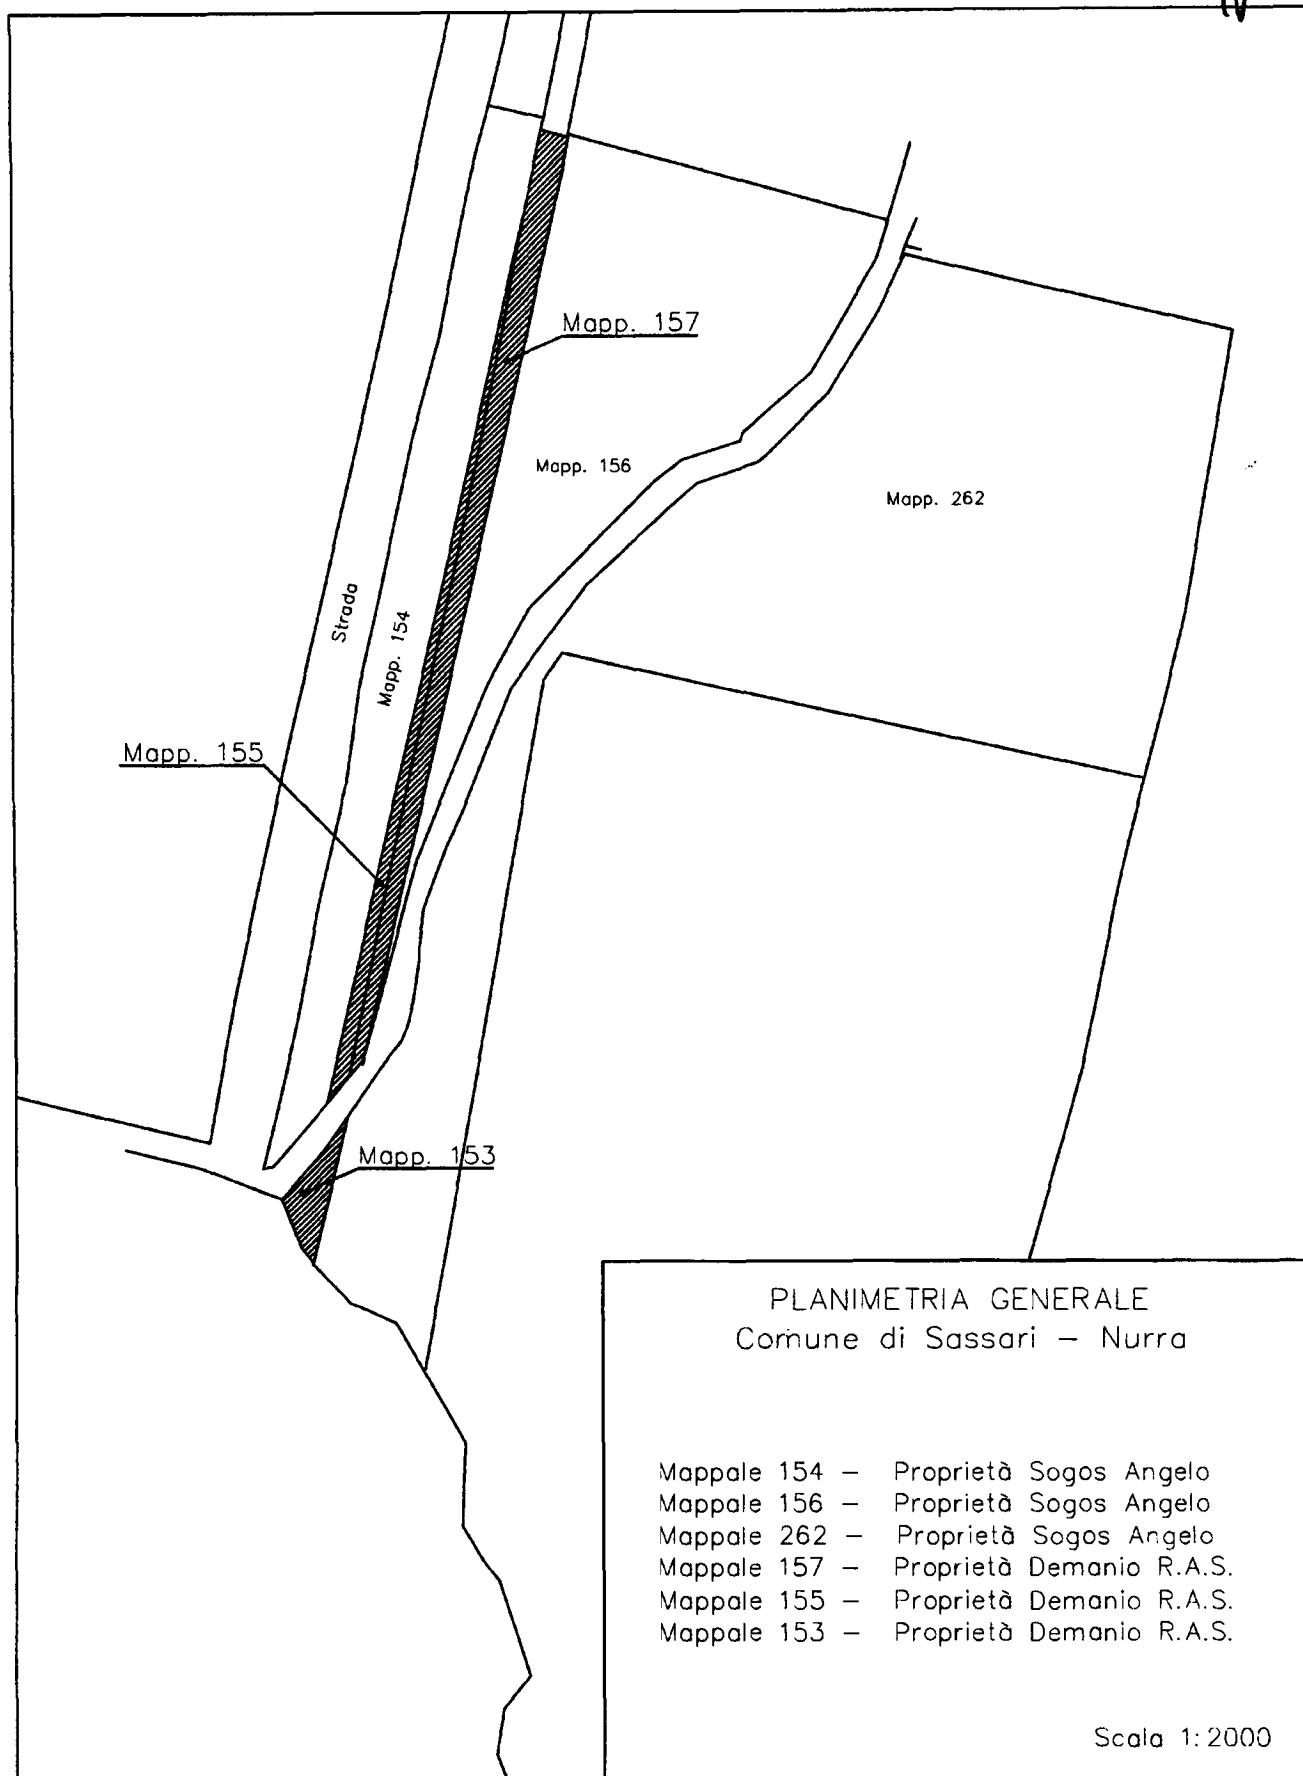 Mapp. 157
Mapp. 156
Mapp. 262
Strada
Mapp. 154
Mapp. 155
Mapp. 153
PLANIMETRIA GENERALE
Comune di Sassari – Nurra
Mappale 154 – Proprietà Sogos Angelo
Mappale 156 – Proprietà Sogos Angelo
Mappale 262 – Proprietà Sogos Angelo
Mappale 157 – Proprietà Demanio R.A.S.
Mappale 155 – Proprietà Demanio R.A.S.
Mappale 153 – Proprietà Demanio R.A.S.
Scala 1:2000